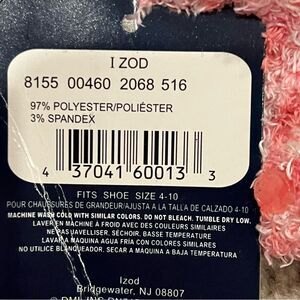 IZOD
8155 00460 2068 516
97% POLYESTER/POLIÉSTER
3% SPANDEX
4 37041 60013 3
FITS SHOE SIZE 4-10
POUR CHAUSSURES DE GRANDEUR/AJUSTA A LA TALLA DE CALZADO 4-10
MACHINE WASH COLD WITH SIMILAR COLORS. DO NOT BLEACH. TUMBLE DRY LOW.
LAVER EN MACHINE A FROID AVEC DES COULEURS SIMILAIRES
NE PAS JAVELLISER. SÉCHOIR. BASSE TEMPERATURE
LAVAR A MAQUINA AGUA FRIA CON COLORES SIMILARES.
NO UTILICE BLANQUEADOR. SECAR A MAQUINA A BAJA TEMPERATURA
Izod
Bridgewater, NJ 08807